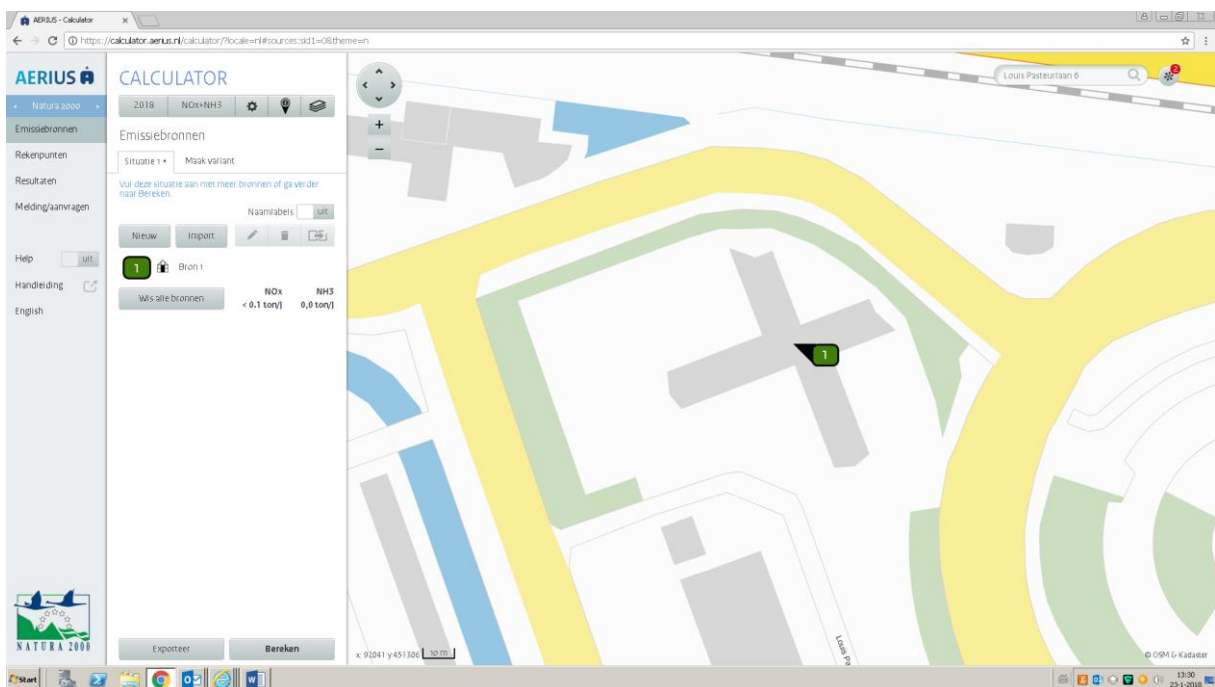 AERIUS - Calculator
https://calculator.aerius.nl/calculator/?locale=nl#sources:sid1=0&theme=n
AERIUS
Natura 2000
Emissiebronnen
Rekenpunten
Resultaten
Melding/aanvragen
Help uit
Handleiding
English
NATURA 2000
CALCULATOR
2018 NOx+NH3
Emissiebronnen
Situatie 1 Maak variant
Vul deze situatie aan met meer bronnen of ga verder
naar Bereken.
Naamlabels uit
Nieuw Import
1 Bron 1
Wis alle bronnen
NOx NH3
< 0.1 ton/j 0,0 ton/j
Exporteer Bereken
Louis Pasteurlaan 6
2
+
−
1
Louis Pa
x: 92041 y:451306 10 m
© OSM & Kadaster
Start
13:30
23-1-2018